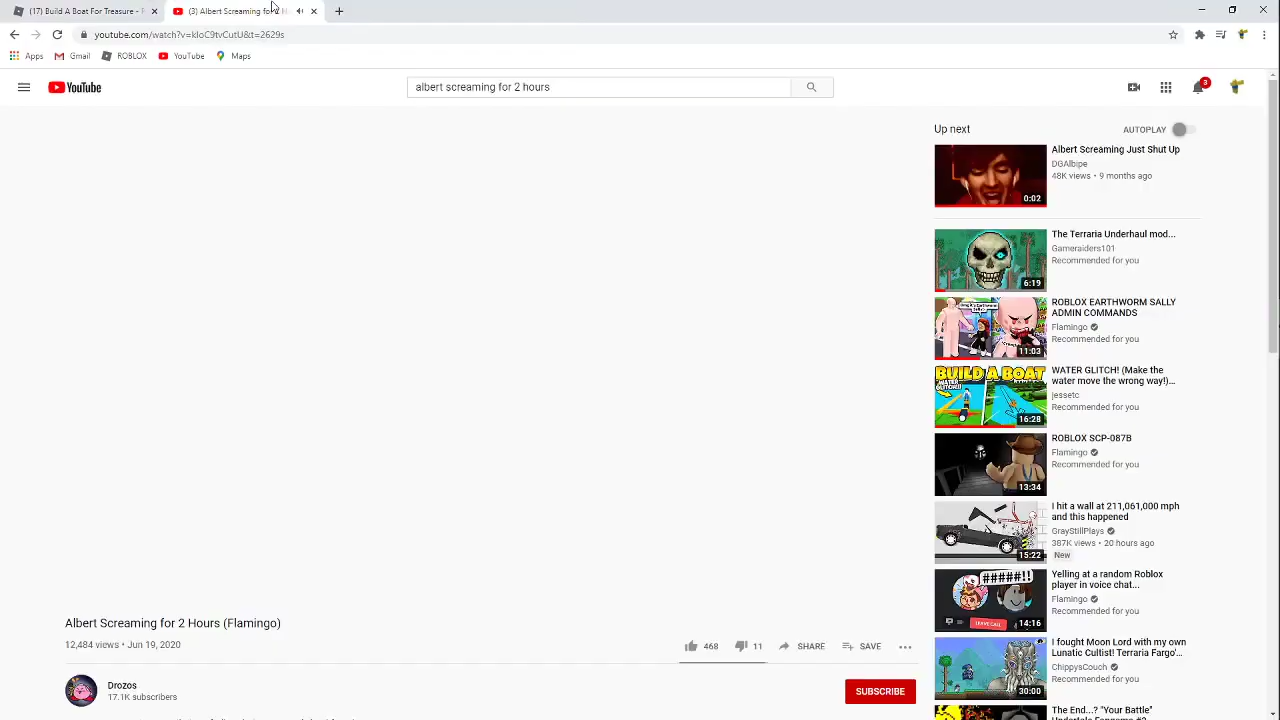 (17) Build A Boat For Treasure -
(3) Albert Screaming for 2 H
youtube.com/watch?v=kIoC9tvCutU&t=2629s
Apps Gmail ROBLOX YouTube Maps
YouTube
albert screaming for 2 hours
3
Up next AUTOPLAY
Albert Screaming Just Shut Up
DGAlbipe
48K views • 9 months ago
0:02
The Terraria Underhaul mod...
Gameraiders101
Recommended for you
6:19
ROBLOX EARTHWORM SALLY
ADMIN COMMANDS
Flamingo
Recommended for you
11:03
BUILD A BOAT
WATER GLITCH! (Make the
water move the wrong way!)...
jessetc
Recommended for you
16:28
ROBLOX SCP-087B
Flamingo
Recommended for you
13:34
I hit a wall at 211,061,000 mph
and this happened
GrayStillPlays
387K views • 20 hours ago
New
15:22
#####!!
LEAVE CALL
Yelling at a random Roblox
player in voice chat...
Flamingo
Recommended for you
14:16
I fought Moon Lord with my own
Lunatic Cultist! Terraria Fargo'...
ChippysCouch
Recommended for you
30:00
The End...? "Your Battle"
Albert Screaming for 2 Hours (Flamingo)
12,484 views • Jun 19, 2020
468 11 SHARE SAVE
Drozos
17.1K subscribers
SUBSCRIBE